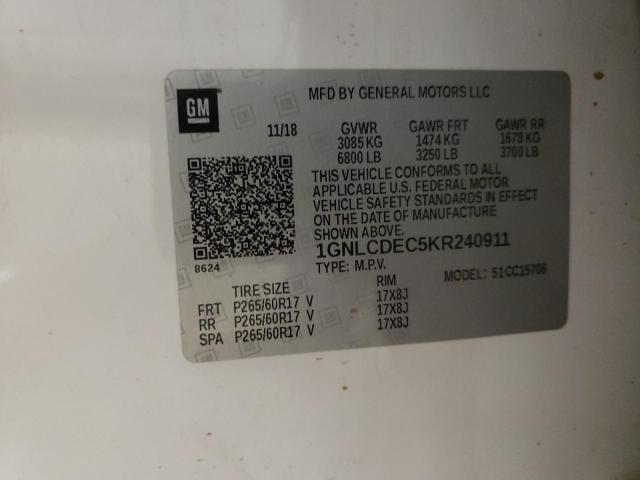 GM
MFD BY GENERAL MOTORS LLC
11/18 GVWR GAWR FRT GAWR RR
3085 KG 1474 KG 1678 KG
6800 LB 3250 LB 3700 LB
THIS VEHICLE CONFORMS TO ALL
APPLICABLE U.S. FEDERAL MOTOR
VEHICLE SAFETY STANDARDS IN EFFECT
ON THE DATE OF MANUFACTURE
SHOWN ABOVE.
1GNLCDEC5KR240911
8624
TYPE: M.P.V. MODEL: 51CC15706
TIRE SIZE RIM
FRT P265/60R17 V 17X8J
RR P265/60R17 V 17X8J
SPA P265/60R17 V 17X8J